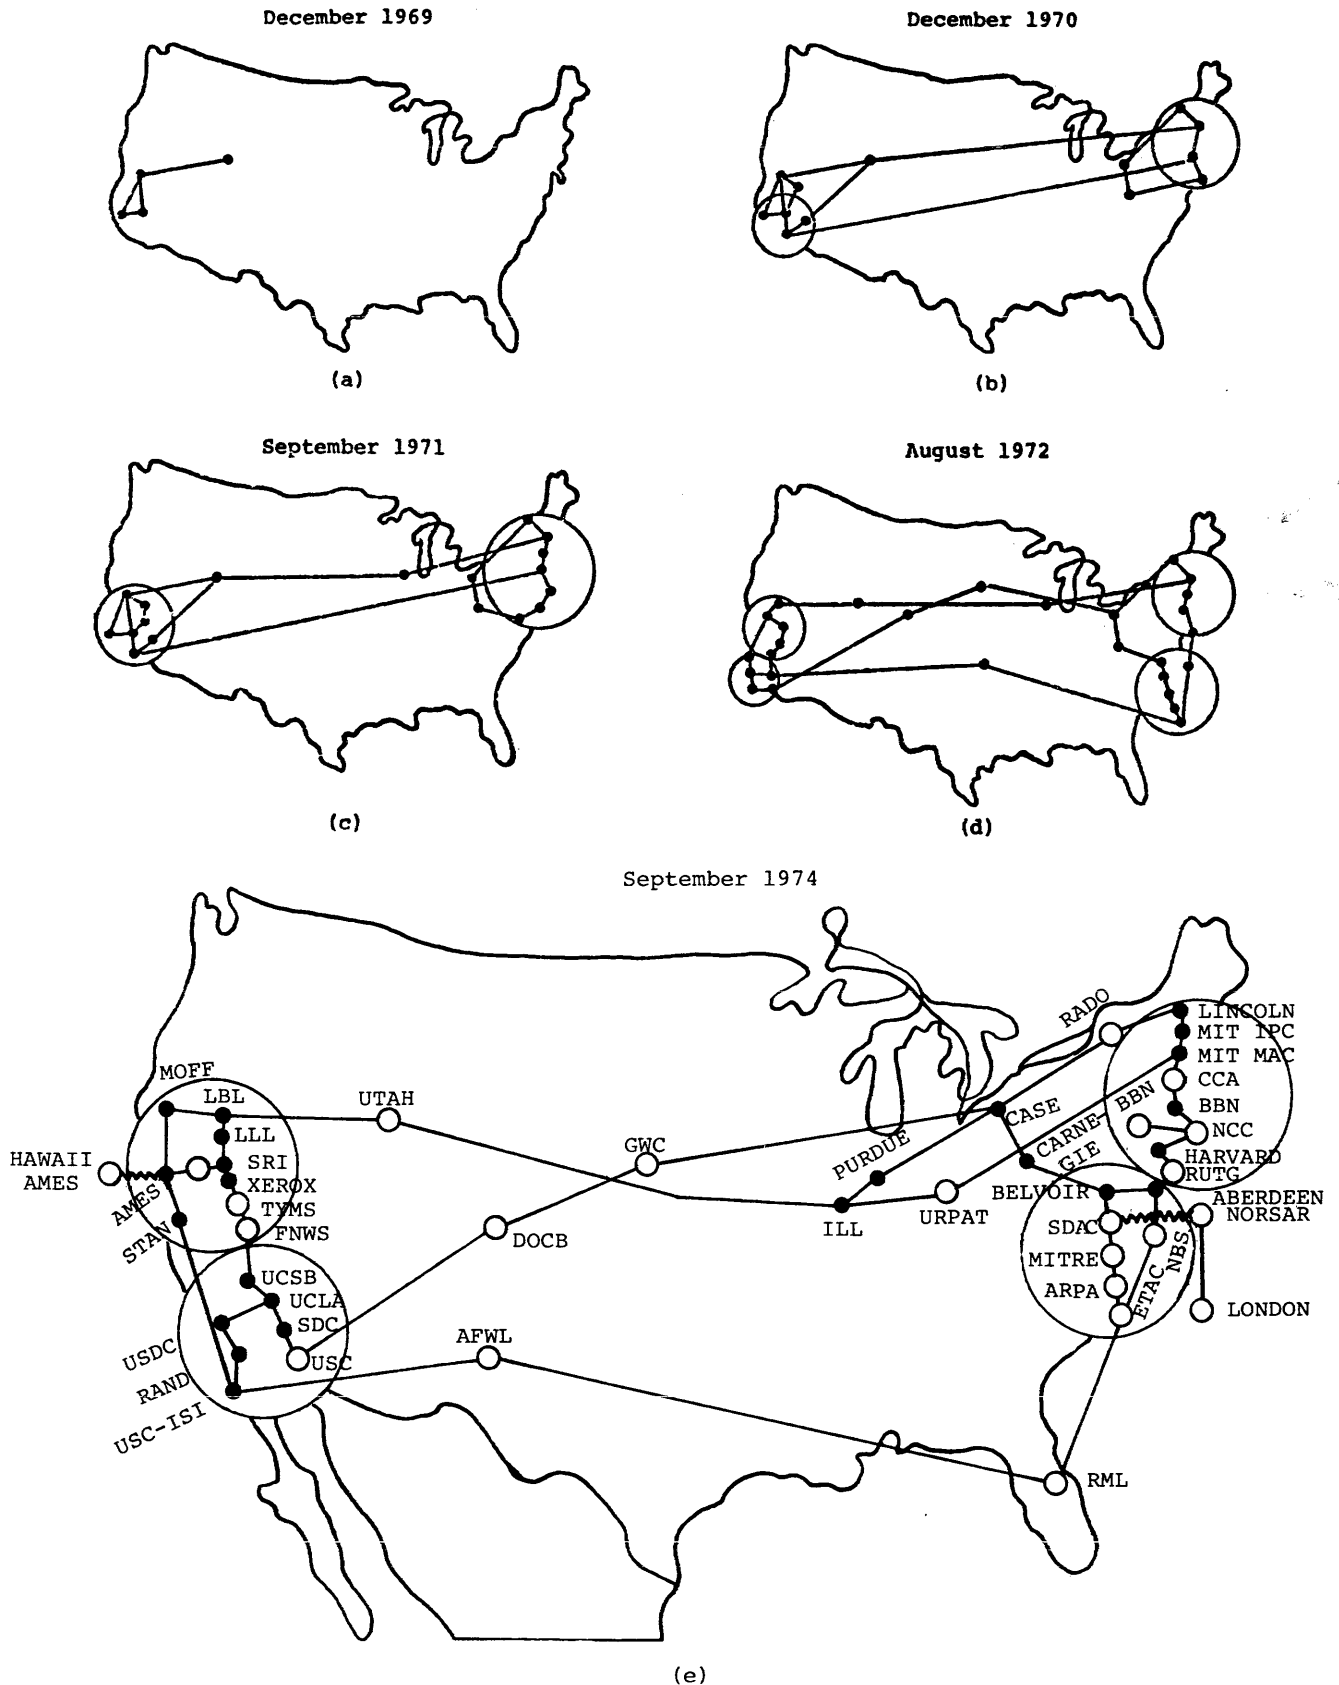 December 1969
December 1970
(a)
(b)
September 1971
August 1972
(c)
(d)
September 1974
RADO
LINCOLN
MIT IPC
MIT MAC
MOFF
CCA
LBL
UTAH
BBN
BBN
CASE
LLL
NCC
GWC
CARNE-
GIE
PURDUE
HAWAII
SRI
HARVARD
AMES
XEROX
RUTG
AMES
BELVOIR
ABERDEEN
TYMS
URPAT
NORSAR
STAN
FNWS
ILL
SDAC
DOCB
NBS
MITRE
UCSB
ETAC
ARPA
UCLA
LONDON
SDC
AFWL
USDC
USC
RAND
USC-ISI
RML
(e)